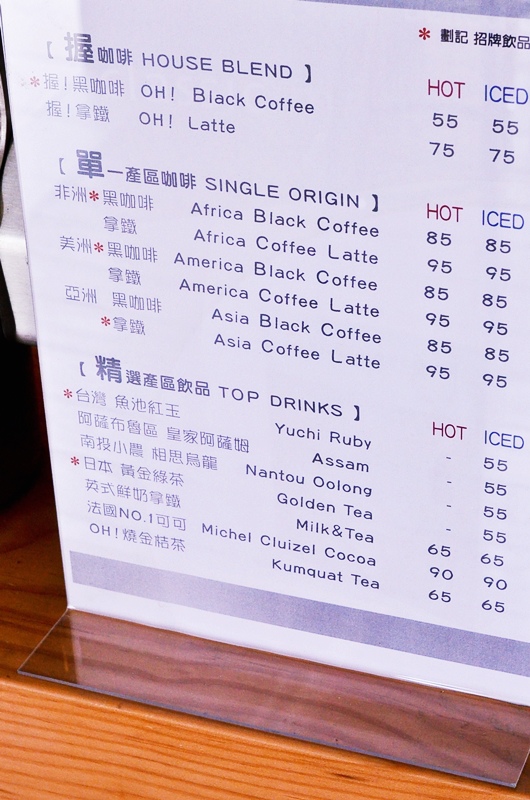 * 劃記 招牌飲品
【 握咖啡 HOUSE BLEND 】 HOT ICED
*握!黑咖啡 OH! Black Coffee 55 55
握!拿鐵 OH! Latte 75 75
【 單一產區咖啡 SINGLE ORIGIN 】 HOT ICED
非洲*黑咖啡 Africa Black Coffee 85 85
拿鐵 Africa Coffee Latte 95 95
美洲*黑咖啡 America Black Coffee 85 85
拿鐵 America Coffee Latte 95 95
亞洲 黑咖啡 Asia Black Coffee 85 85
*拿鐵 Asia Coffee Latte 95 95
【 精選產區飲品 TOP DRINKS 】 HOT ICED
*台灣 魚池紅玉 Yuchi Ruby - 55
阿薩布魯區 皇家阿薩姆 Assam - 55
南投小農 相思烏龍 Nantou Oolong - 55
*日本 黃金綠茶 Golden Tea - 55
英式鮮奶拿鐵 Milk&Tea 65 65
法國NO.1可可 Michel Cluizel Cocoa 90 90
OH!燒金桔茶 Kumquat Tea 65 65